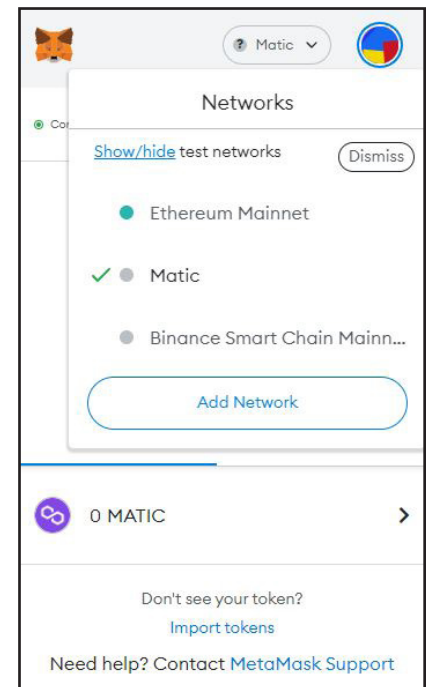 Matic
Networks
Show/hide test networks
Dismiss
Ethereum Mainnet
Matic
Binance Smart Chain Mainn...
Add Network
0 MATIC
Don't see your token?
Import tokens
Need help? Contact MetaMask Support